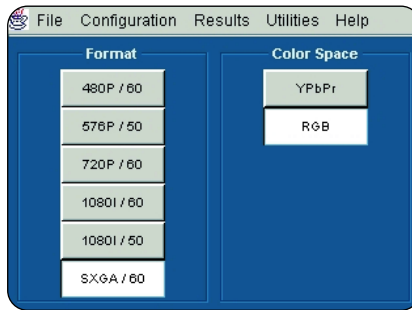 File Configuration Results Utilities Help
Format
480P / 60
576P / 50
720P / 60
1080I / 60
1080I / 50
SXGA / 60
Color Space
YPbPr
RGB